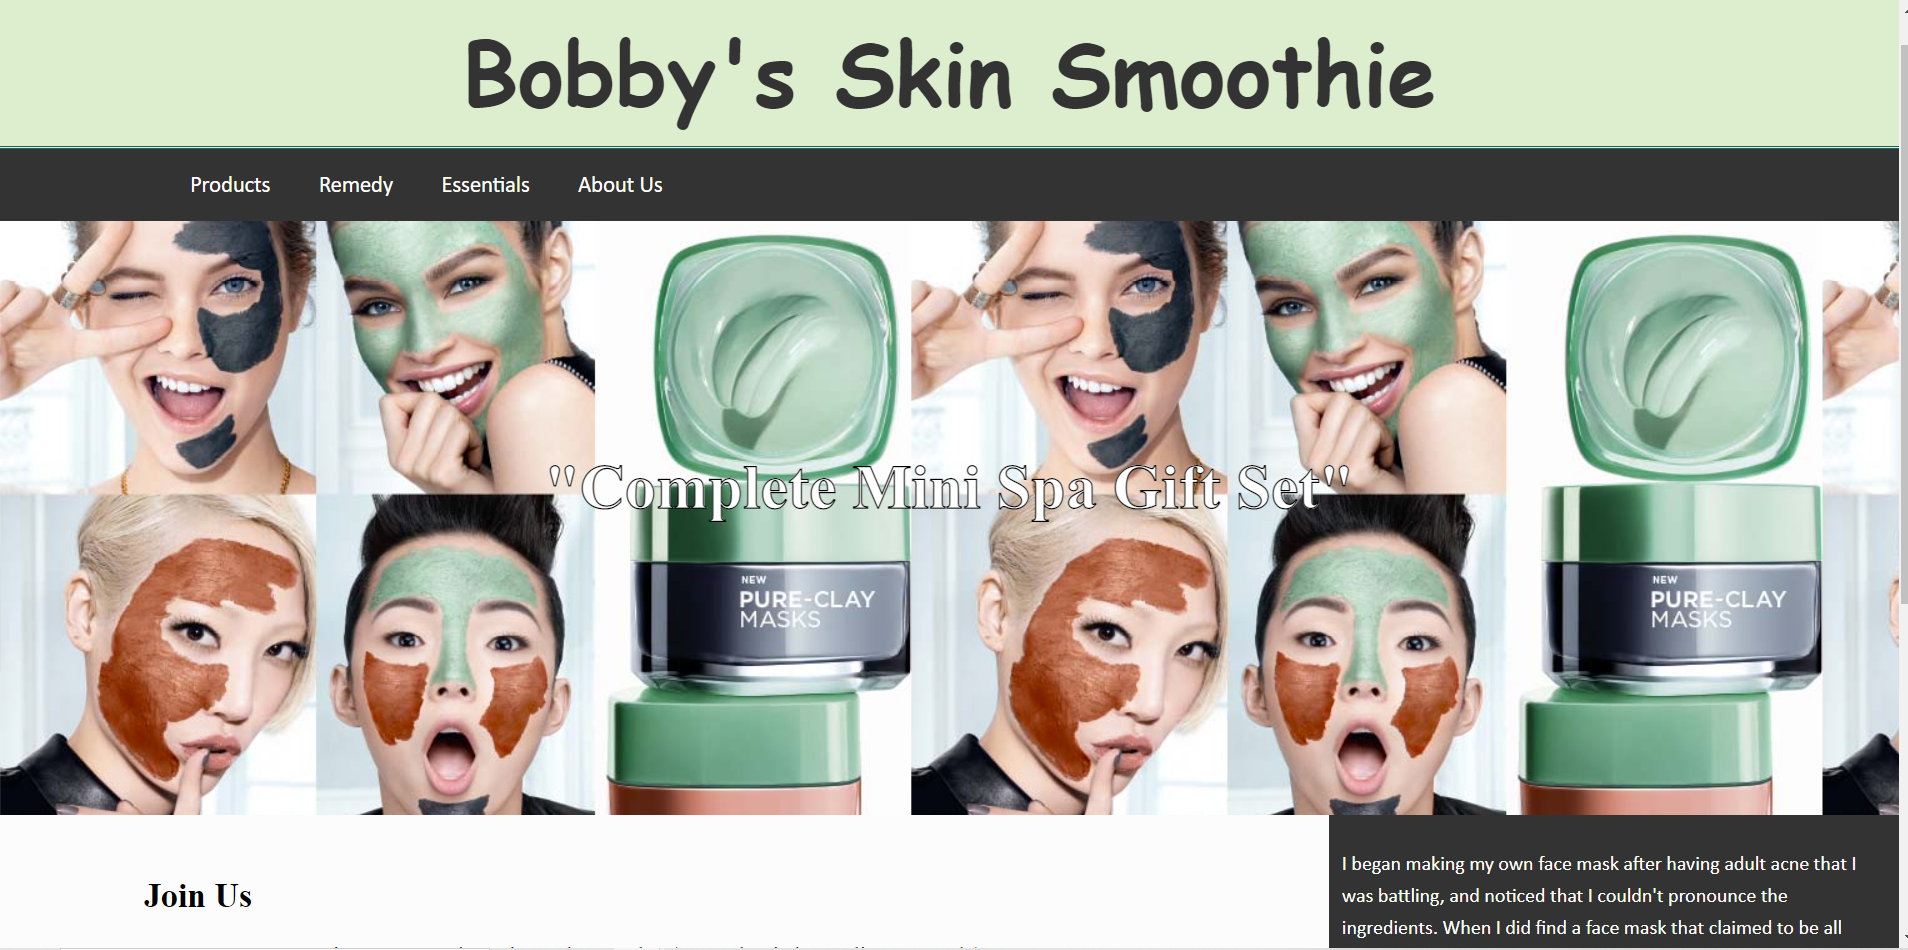 Bobby's Skin Smoothie
Products Remedy Essentials About Us
"Complete Mini Spa Gift Set"
NEW
PURE-CLAY
MASKS
NEW
PURE-CLAY
MASKS
Join Us
I began making my own face mask after having adult acne that I
was battling, and noticed that I couldn't pronounce the
ingredients. When I did find a face mask that claimed to be all